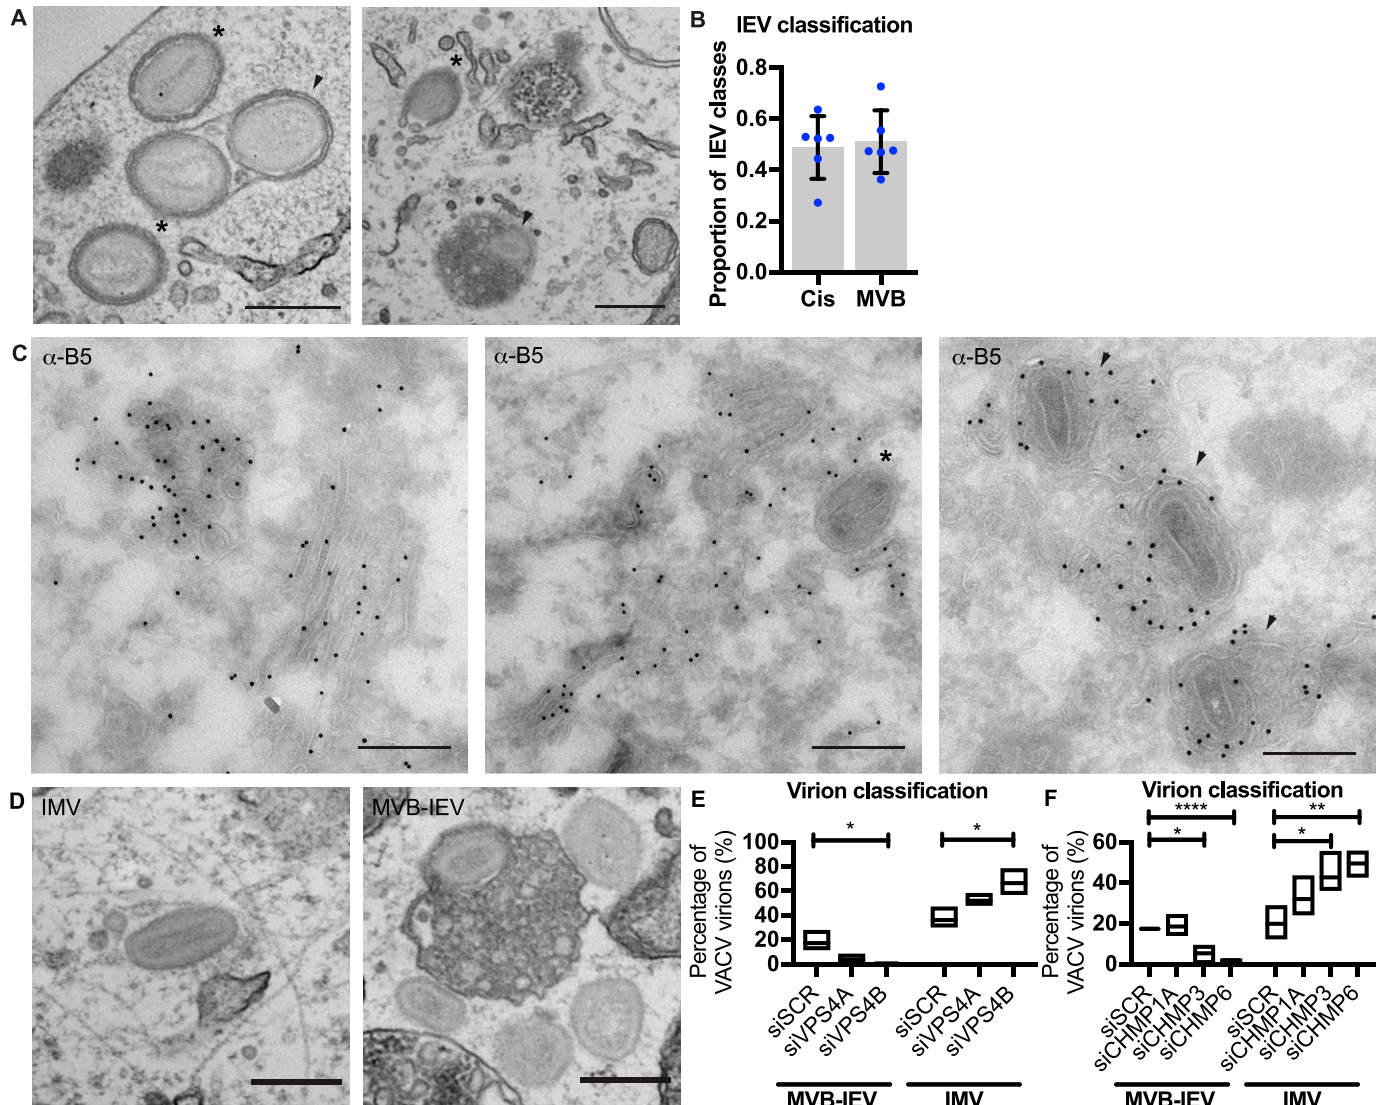 A
*
*
*
B
IEV classification
Proportion of IEV classes
0.8
0.6
0.4
0.2
0.0
Cis
MVB
C
α-B5
α-B5
*
α-B5
D
IMV
MVB-IEV
E
Virion classification
*
*
Percentage of
VACV virions (%)
100
80
60
40
20
0
siSCR
siVPS4A
siVPS4B
siSCR
siVPS4A
siVPS4B
MVB-IEV
IMV
F
Virion classification
****
*
**
*
Percentage of
VACV virions (%)
60
40
20
0
siSCR
siCHMP1A
siCHMP3
siCHMP6
siSCR
siCHMP1A
siCHMP3
siCHMP6
MVB-IEV
IMV